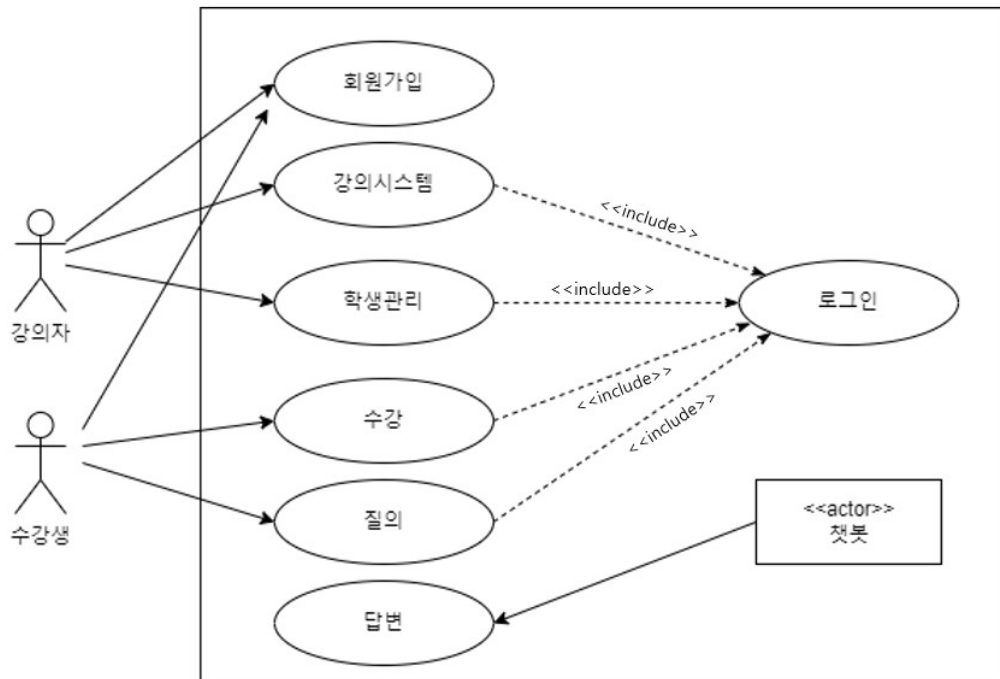 회원가입
강의시스템
<<include>>
강의자
학생관리
<<include>>
로그인
수강
<<include>>
<<include>>
수강생
질의
<<actor>>
챗봇
답변